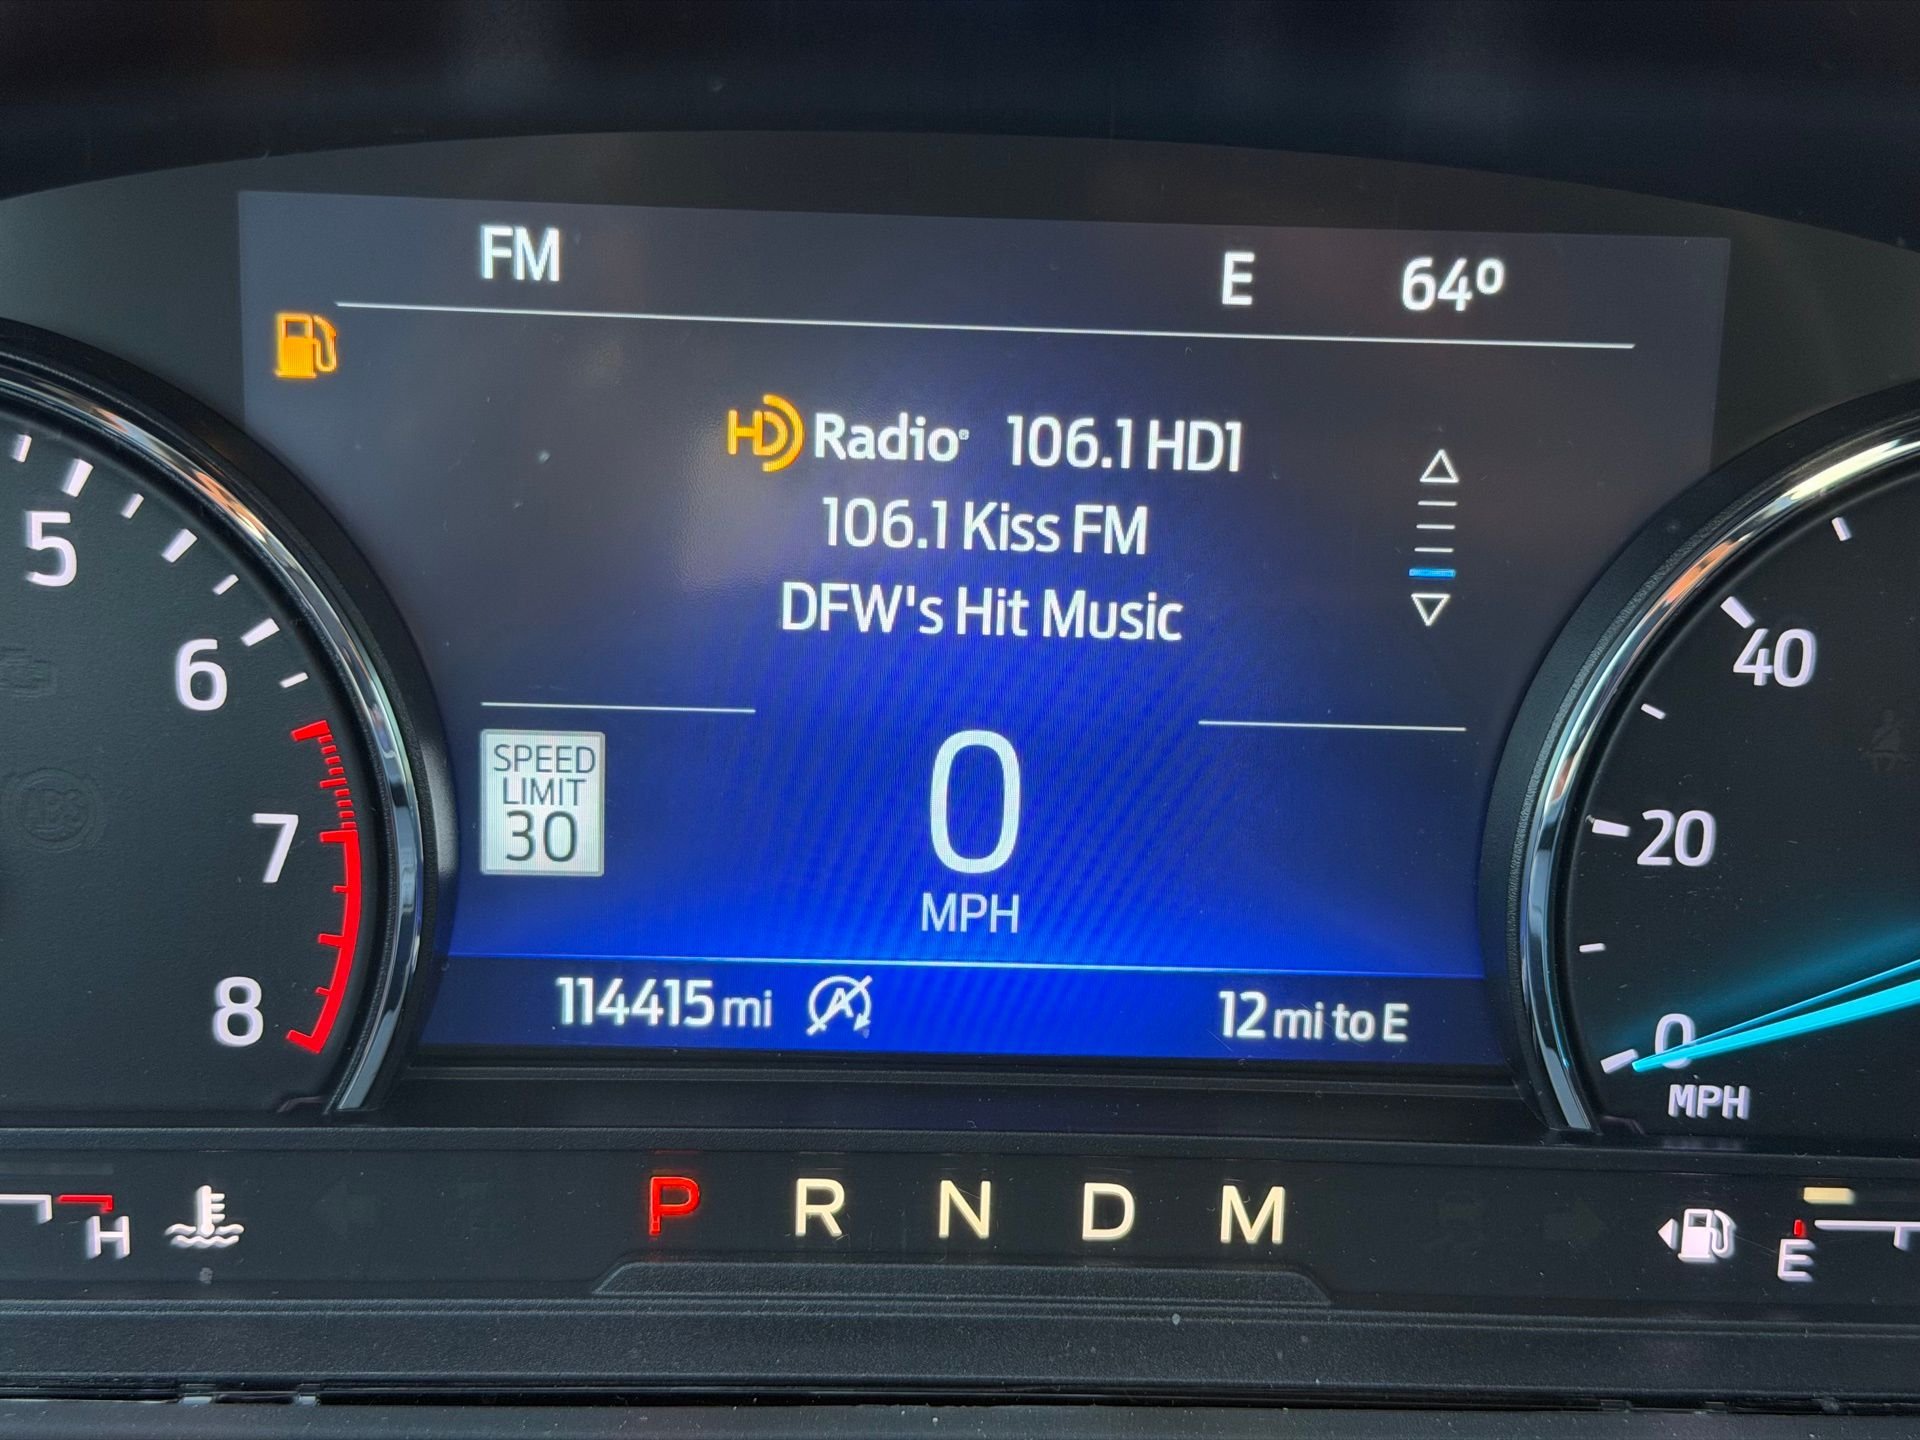 FM E 64º
HD Radio® 106.1 HD1
106.1 Kiss FM
DFW's Hit Music
5
6
7
8
SPEED
LIMIT
30
0
MPH
40
20
0
MPH
114415 mi A 12 mi to E
H P R N D M E